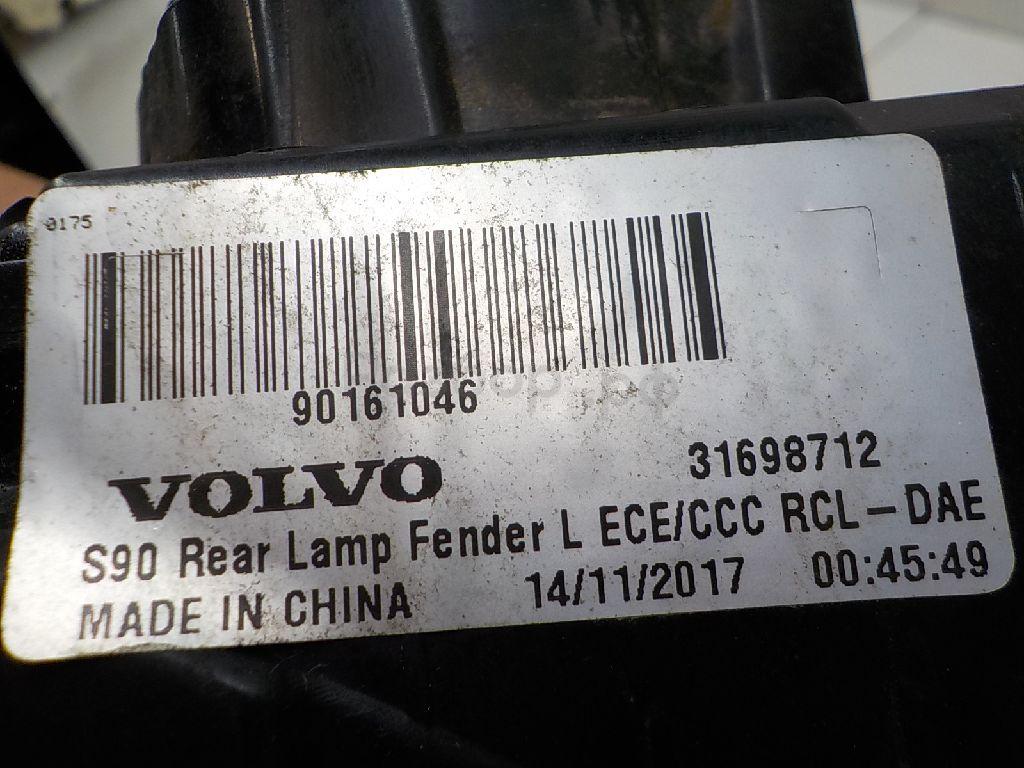 0175
90161046
VOLVO
31698712
S90 Rear Lamp Fender L ECE/CCC RCL-DAE
MADE IN CHINA 14/11/2017 00:45:49